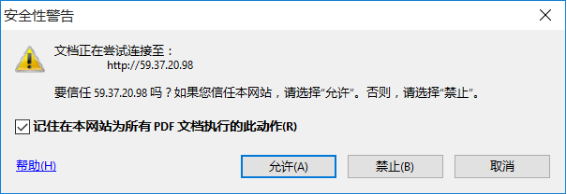 安全性警告
文档正在尝试连接至：
http://59.37.20.98
要信任 59.37.20.98 吗？如果您信任本网站，请选择“允许”。否则，请选择“禁止”。
记住在本网站为所有 PDF 文档执行的此动作(R)
帮助(H)
允许(A)
禁止(B)
取消